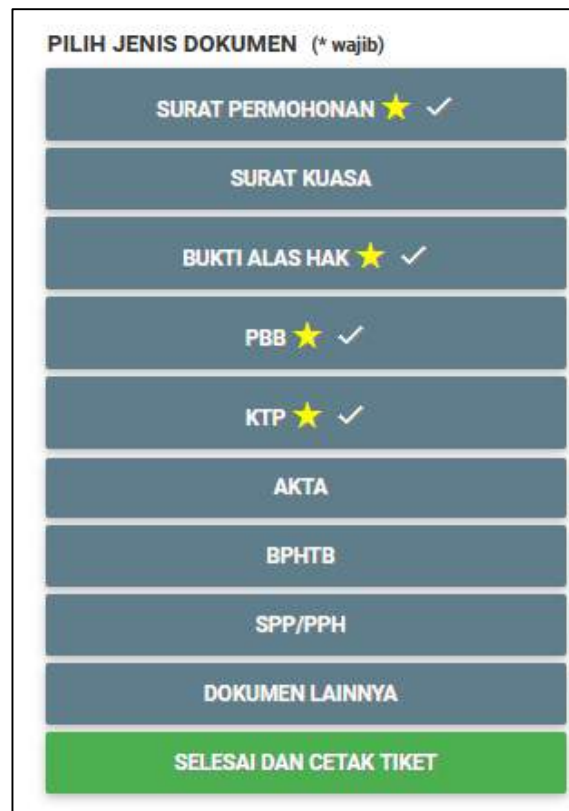 PILIH JENIS DOKUMEN (* wajib)
SURAT PERMOHONAN ★ ✓
SURAT KUASA
BUKTI ALAS HAK ★ ✓
PBB ★ ✓
KTP ★ ✓
AKTA
BPHTB
SPP/PPH
DOKUMEN LAINNYA
SELESAI DAN CETAK TIKET